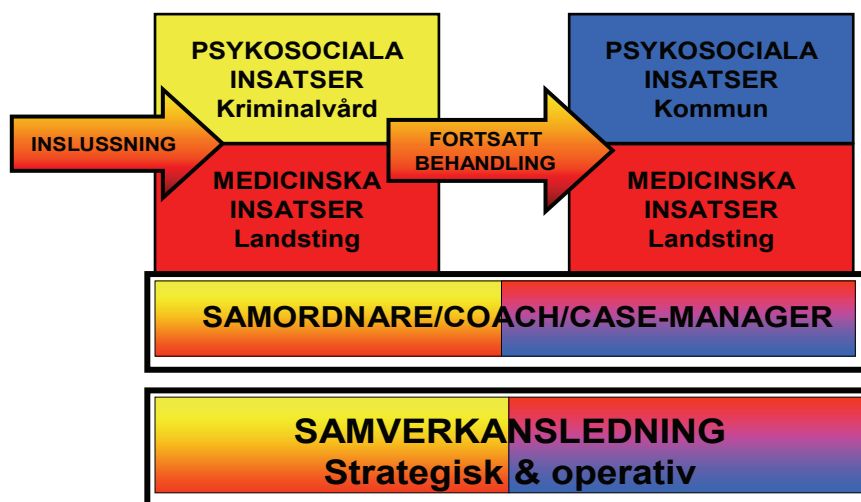 PSYKOSOCIALA
INSATSER
Kriminalvård
INSLUSSNING
MEDICINSKA
INSATSER
Landsting
FORTSATT
BEHANDLING
PSYKOSOCIALA
INSATSER
Kommun
MEDICINSKA
INSATSER
Landsting
SAMORDNARE/COACH/CASE-MANAGER
SAMVERKANSLEDNING
Strategisk & operativ